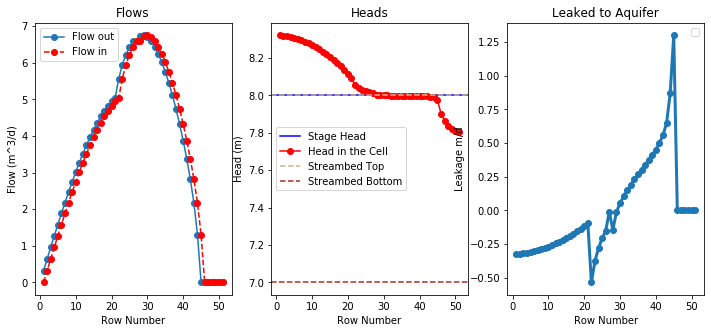 Flows
Heads
Leaked to Aquifer
Flow out
Flow in
Flow (m^3/d)
7
6
5
4
3
2
1
0
0
10
20
30
40
50
Row Number
Head (m)
8.2
8.0
7.8
7.6
7.4
7.2
7.0
Stage Head
Head in the Cell
Streambed Top
Streambed Bottom
0
10
20
30
40
50
Row Number
Leakage m/d
1.25
1.00
0.75
0.50
0.25
0.00
−0.25
−0.50
0
10
20
30
40
50
Row Number